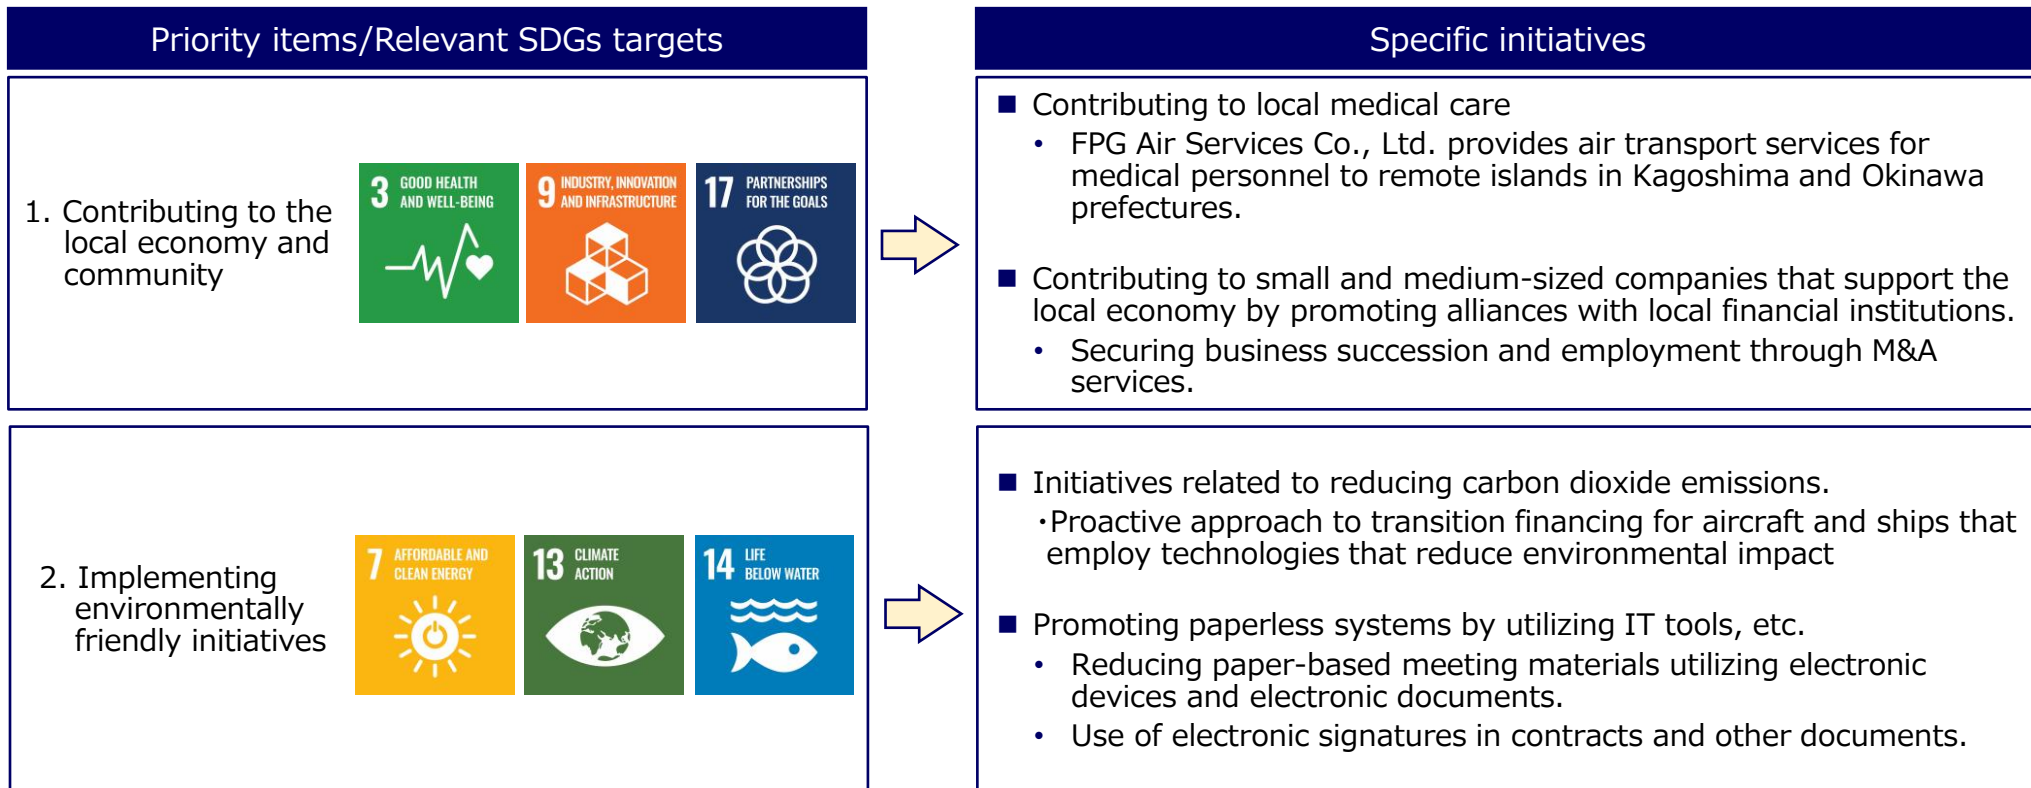 Priority items/Relevant SDGs targets
Specific initiatives
1. Contributing to the
local economy and
community
3 GOOD HEALTH
AND WELL-BEING
9 INDUSTRY, INNOVATION
AND INFRASTRUCTURE
17 PARTNERSHIPS
FOR THE GOALS
■ Contributing to local medical care
• FPG Air Services Co., Ltd. provides air transport services for
medical personnel to remote islands in Kagoshima and Okinawa
prefectures.
■ Contributing to small and medium-sized companies that support the
local economy by promoting alliances with local financial institutions.
• Securing business succession and employment through M&A
services.
2. Implementing
environmentally
friendly initiatives
7 AFFORDABLE AND
CLEAN ENERGY
13 CLIMATE
ACTION
14 LIFE
BELOW WATER
■ Initiatives related to reducing carbon dioxide emissions.
・Proactive approach to transition financing for aircraft and ships that
employ technologies that reduce environmental impact
■ Promoting paperless systems by utilizing IT tools, etc.
• Reducing paper-based meeting materials utilizing electronic
devices and electronic documents.
• Use of electronic signatures in contracts and other documents.